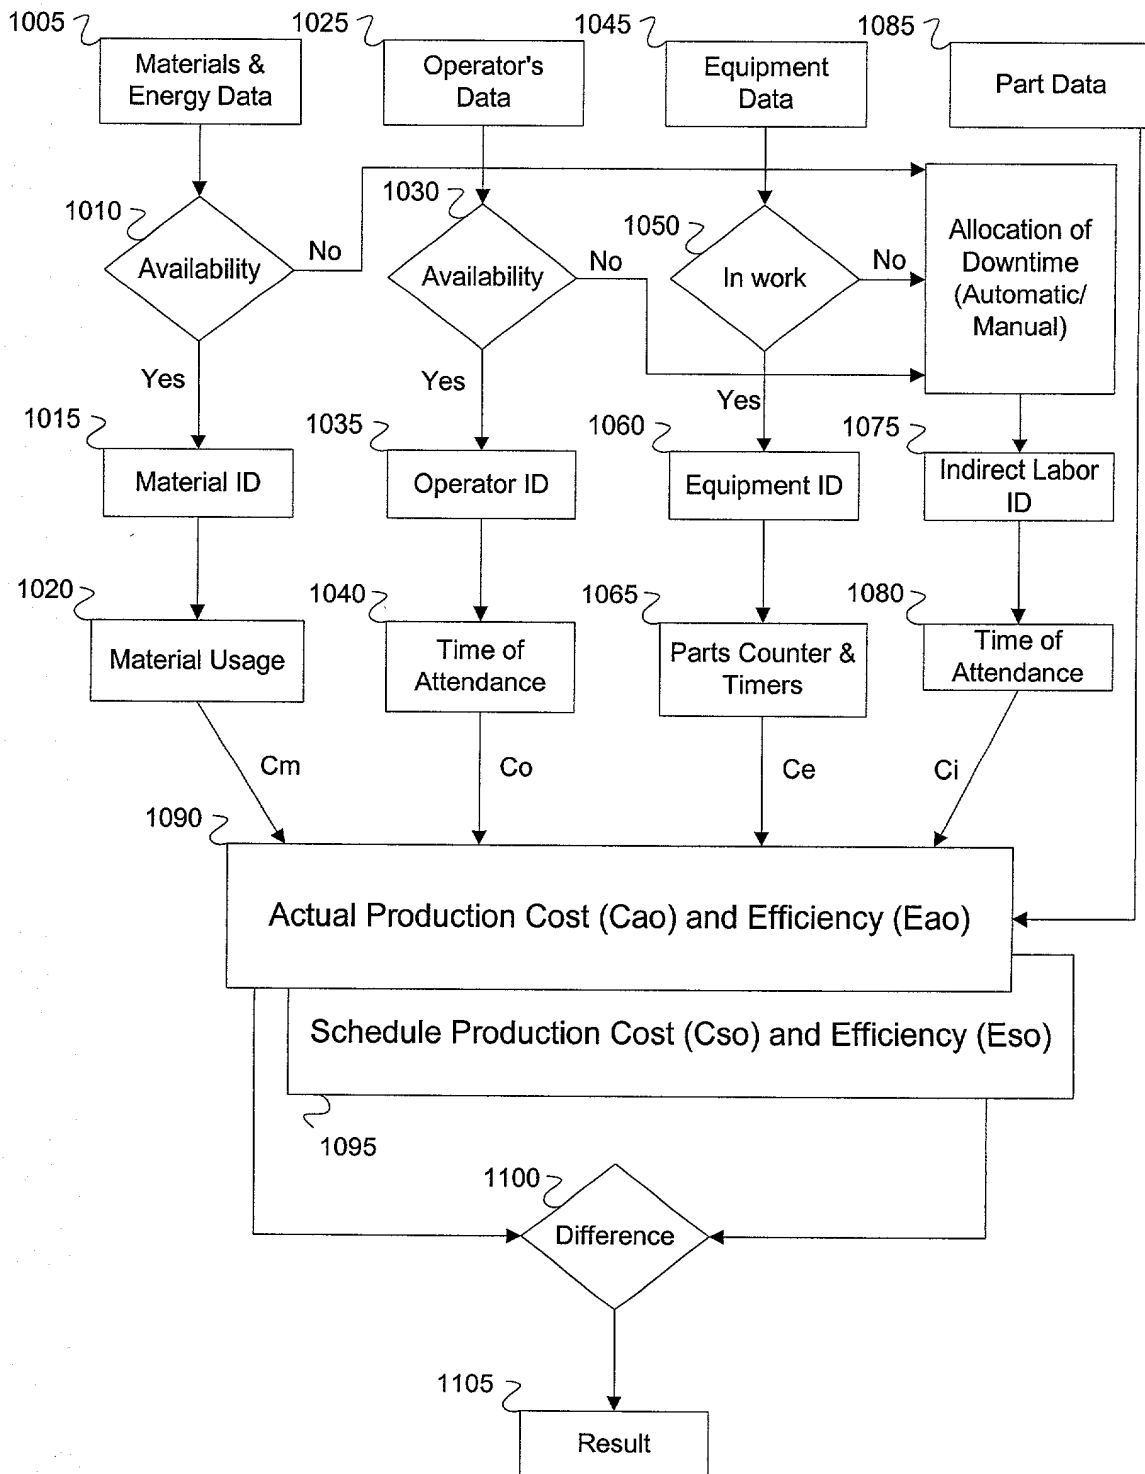 1005
1025
1045
1085
Materials &
Energy Data
Operator's
Data
Equipment
Data
Part Data
1010
1030
1050
Availability
No
Availability
No
In work
No
Allocation of
Downtime
(Automatic/
Manual)
Yes
Yes
Yes
1015
1035
1060
1075
Material ID
Operator ID
Equipment ID
Indirect Labor
ID
1020
1040
1065
1080
Material Usage
Time of
Attendance
Parts Counter &
Timers
Time of
Attendance
Cm
Co
Ce
Ci
1090
Actual Production Cost (Cao) and Efficiency (Eao)
Schedule Production Cost (Cso) and Efficiency (Eso)
1095
1100
Difference
1105
Result